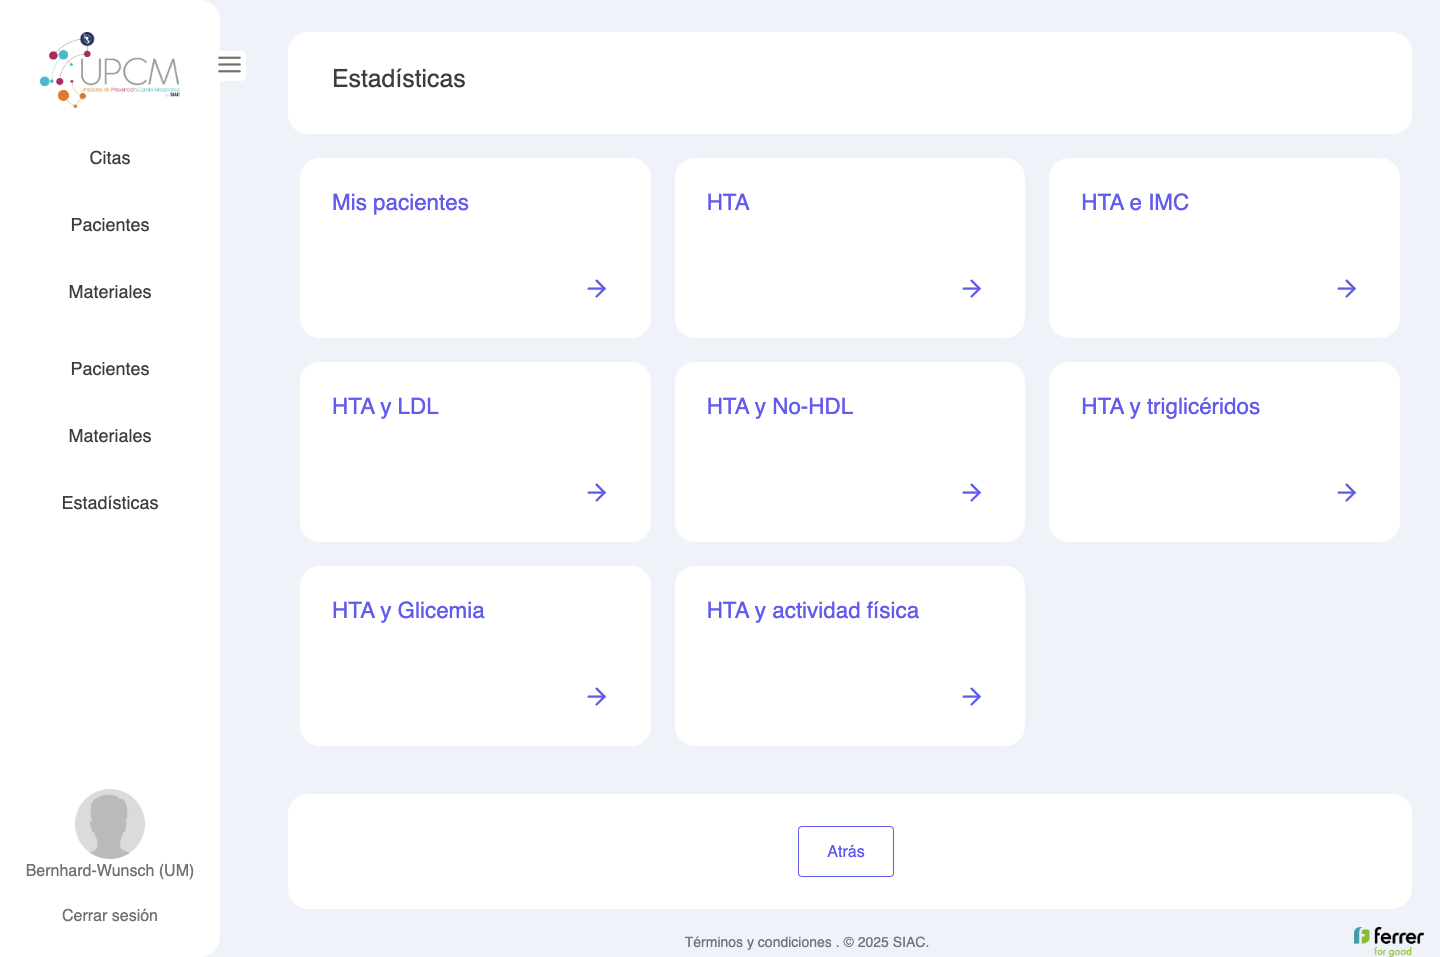 UPCM
Unidades de Prevención Cardio Metabólica
by SIAC
Citas
Pacientes
Materiales
Pacientes
Materiales
Estadísticas
Bernhard-Wunsch (UM)
Cerrar sesión
Estadísticas
Mis pacientes
HTA
HTA e IMC
HTA y LDL
HTA y No-HDL
HTA y triglicéridos
HTA y Glicemia
HTA y actividad física
Atrás
Términos y condiciones . © 2025 SIAC.
ferrer
for good